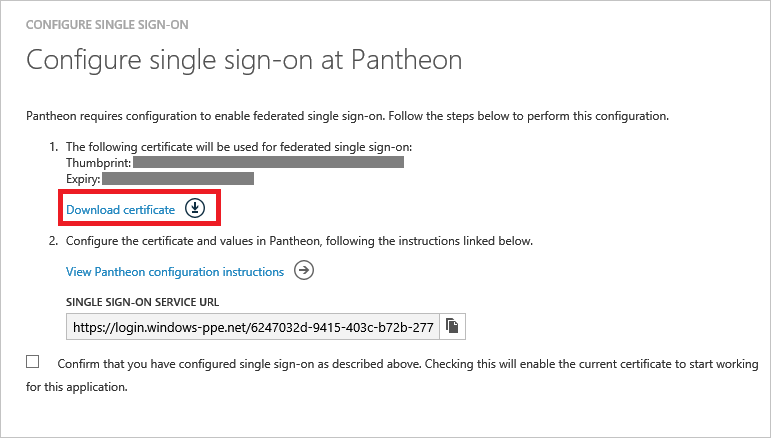 CONFIGURE SINGLE SIGN-ON
Configure single sign-on at Pantheon
Pantheon requires configuration to enable federated single sign-on. Follow the steps below to perform this configuration.
1. The following certificate will be used for federated single sign-on:
Thumbprint:
Expiry:
Download certificate
2. Configure the certificate and values in Pantheon, following the instructions linked below.
View Pantheon configuration instructions
SINGLE SIGN-ON SERVICE URL
https://login.windows-ppe.net/6247032d-9415-403c-b72b-277
Confirm that you have configured single sign-on as described above. Checking this will enable the current certificate to start working
for this application.